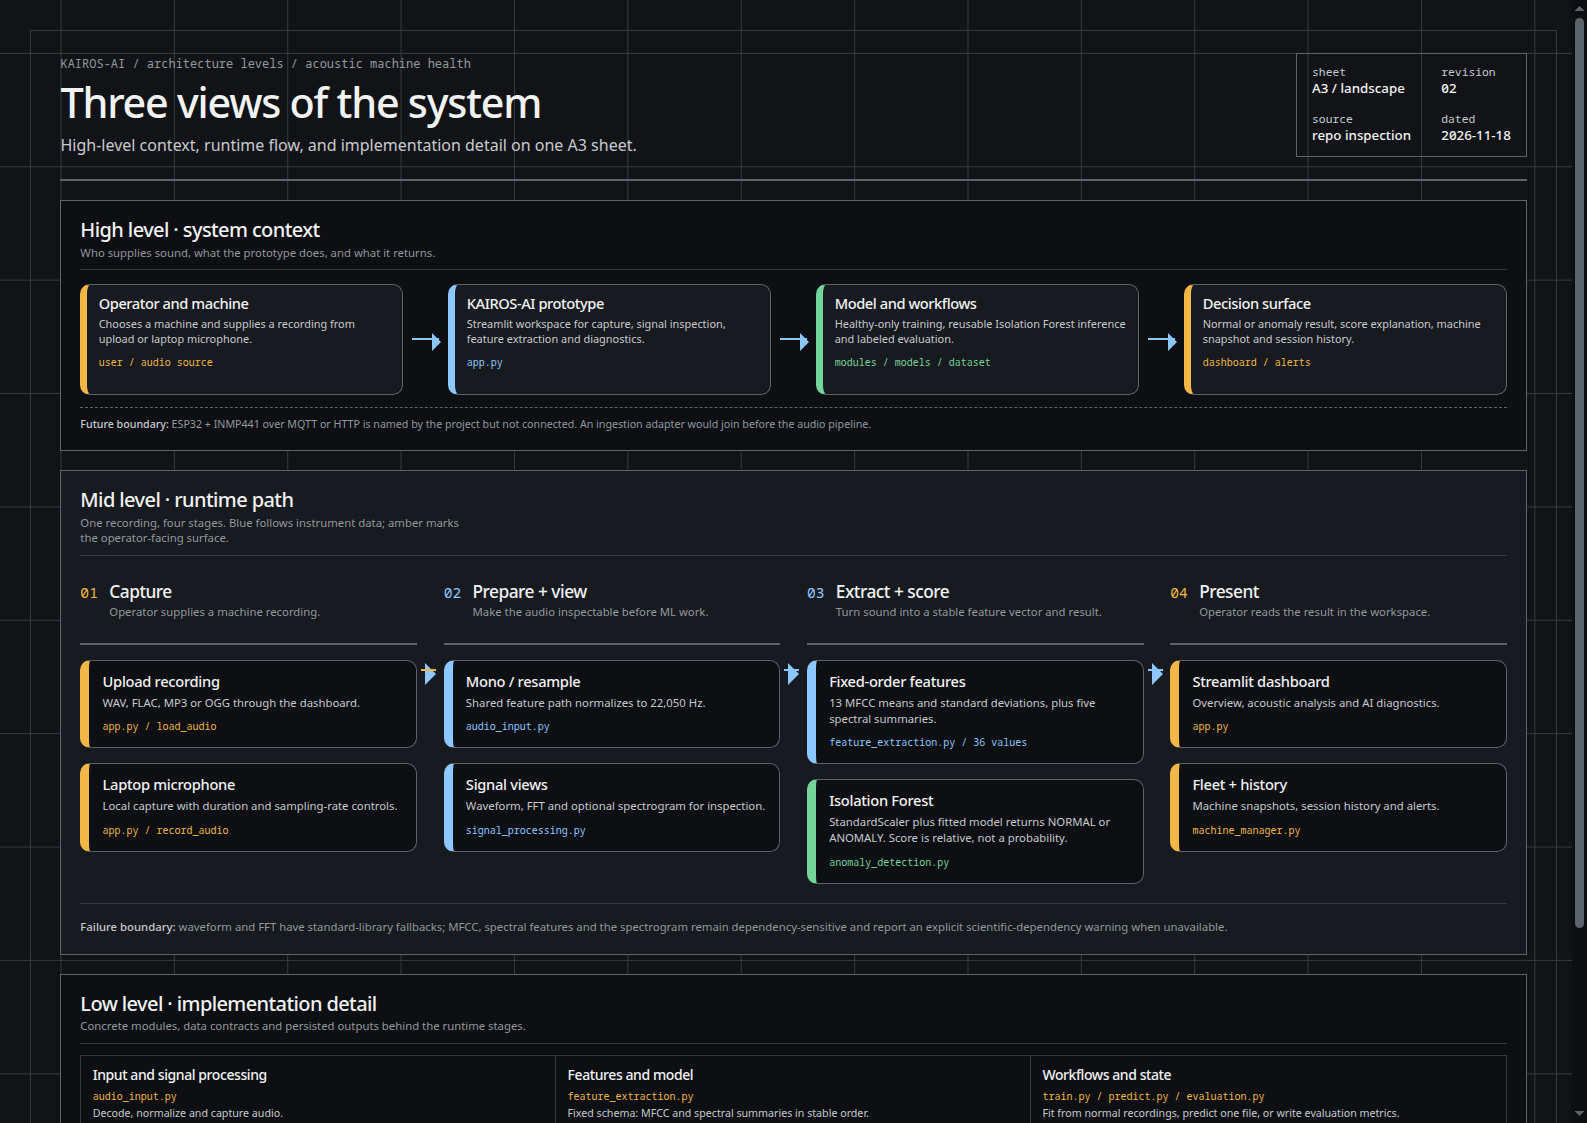 KAIROS-AI / architecture levels / acoustic machine health
Three views of the system
High-level context, runtime flow, and implementation detail on one A3 sheet.
sheet
A3 / landscape
revision
02
source
repo inspection
dated
2026-11-18
High level · system context
Who supplies sound, what the prototype does, and what it returns.
Operator and machine
Chooses a machine and supplies a recording from
upload or laptop microphone.
user / audio source
KAIROS-AI prototype
Streamlit workspace for capture, signal inspection,
feature extraction and diagnostics.
app.py
Model and workflows
Healthy-only training, reusable Isolation Forest inference
and labeled evaluation.
modules / models / dataset
Decision surface
Normal or anomaly result, score explanation, machine
snapshot and session history.
dashboard / alerts
Future boundary: ESP32 + INMP441 over MQTT or HTTP is named by the project but not connected. An ingestion adapter would join before the audio pipeline.
Mid level · runtime path
One recording, four stages. Blue follows instrument data; amber marks
the operator-facing surface.
01 Capture
Operator supplies a machine recording.
Upload recording
WAV, FLAC, MP3 or OGG through the dashboard.
app.py / load_audio
Laptop microphone
Local capture with duration and sampling-rate controls.
app.py / record_audio
02 Prepare + view
Make the audio inspectable before ML work.
Mono / resample
Shared feature path normalizes to 22,050 Hz.
audio_input.py
Signal views
Waveform, FFT and optional spectrogram for inspection.
signal_processing.py
03 Extract + score
Turn sound into a stable feature vector and result.
Fixed-order features
13 MFCC means and standard deviations, plus five
spectral summaries.
feature_extraction.py / 36 values
Isolation Forest
StandardScaler plus fitted model returns NORMAL or
ANOMALY. Score is relative, not a probability.
anomaly_detection.py
04 Present
Operator reads the result in the workspace.
Streamlit dashboard
Overview, acoustic analysis and AI diagnostics.
app.py
Fleet + history
Machine snapshots, session history and alerts.
machine_manager.py
Failure boundary: waveform and FFT have standard-library fallbacks; MFCC, spectral features and the spectrogram remain dependency-sensitive and report an explicit scientific-dependency warning when unavailable.
Low level · implementation detail
Concrete modules, data contracts and persisted outputs behind the runtime stages.
Input and signal processing
audio_input.py
Decode, normalize and capture audio.
Features and model
feature_extraction.py
Fixed schema: MFCC and spectral summaries in stable order.
Workflows and state
train.py / predict.py / evaluation.py
Fit from normal recordings, predict one file, or write evaluation metrics.